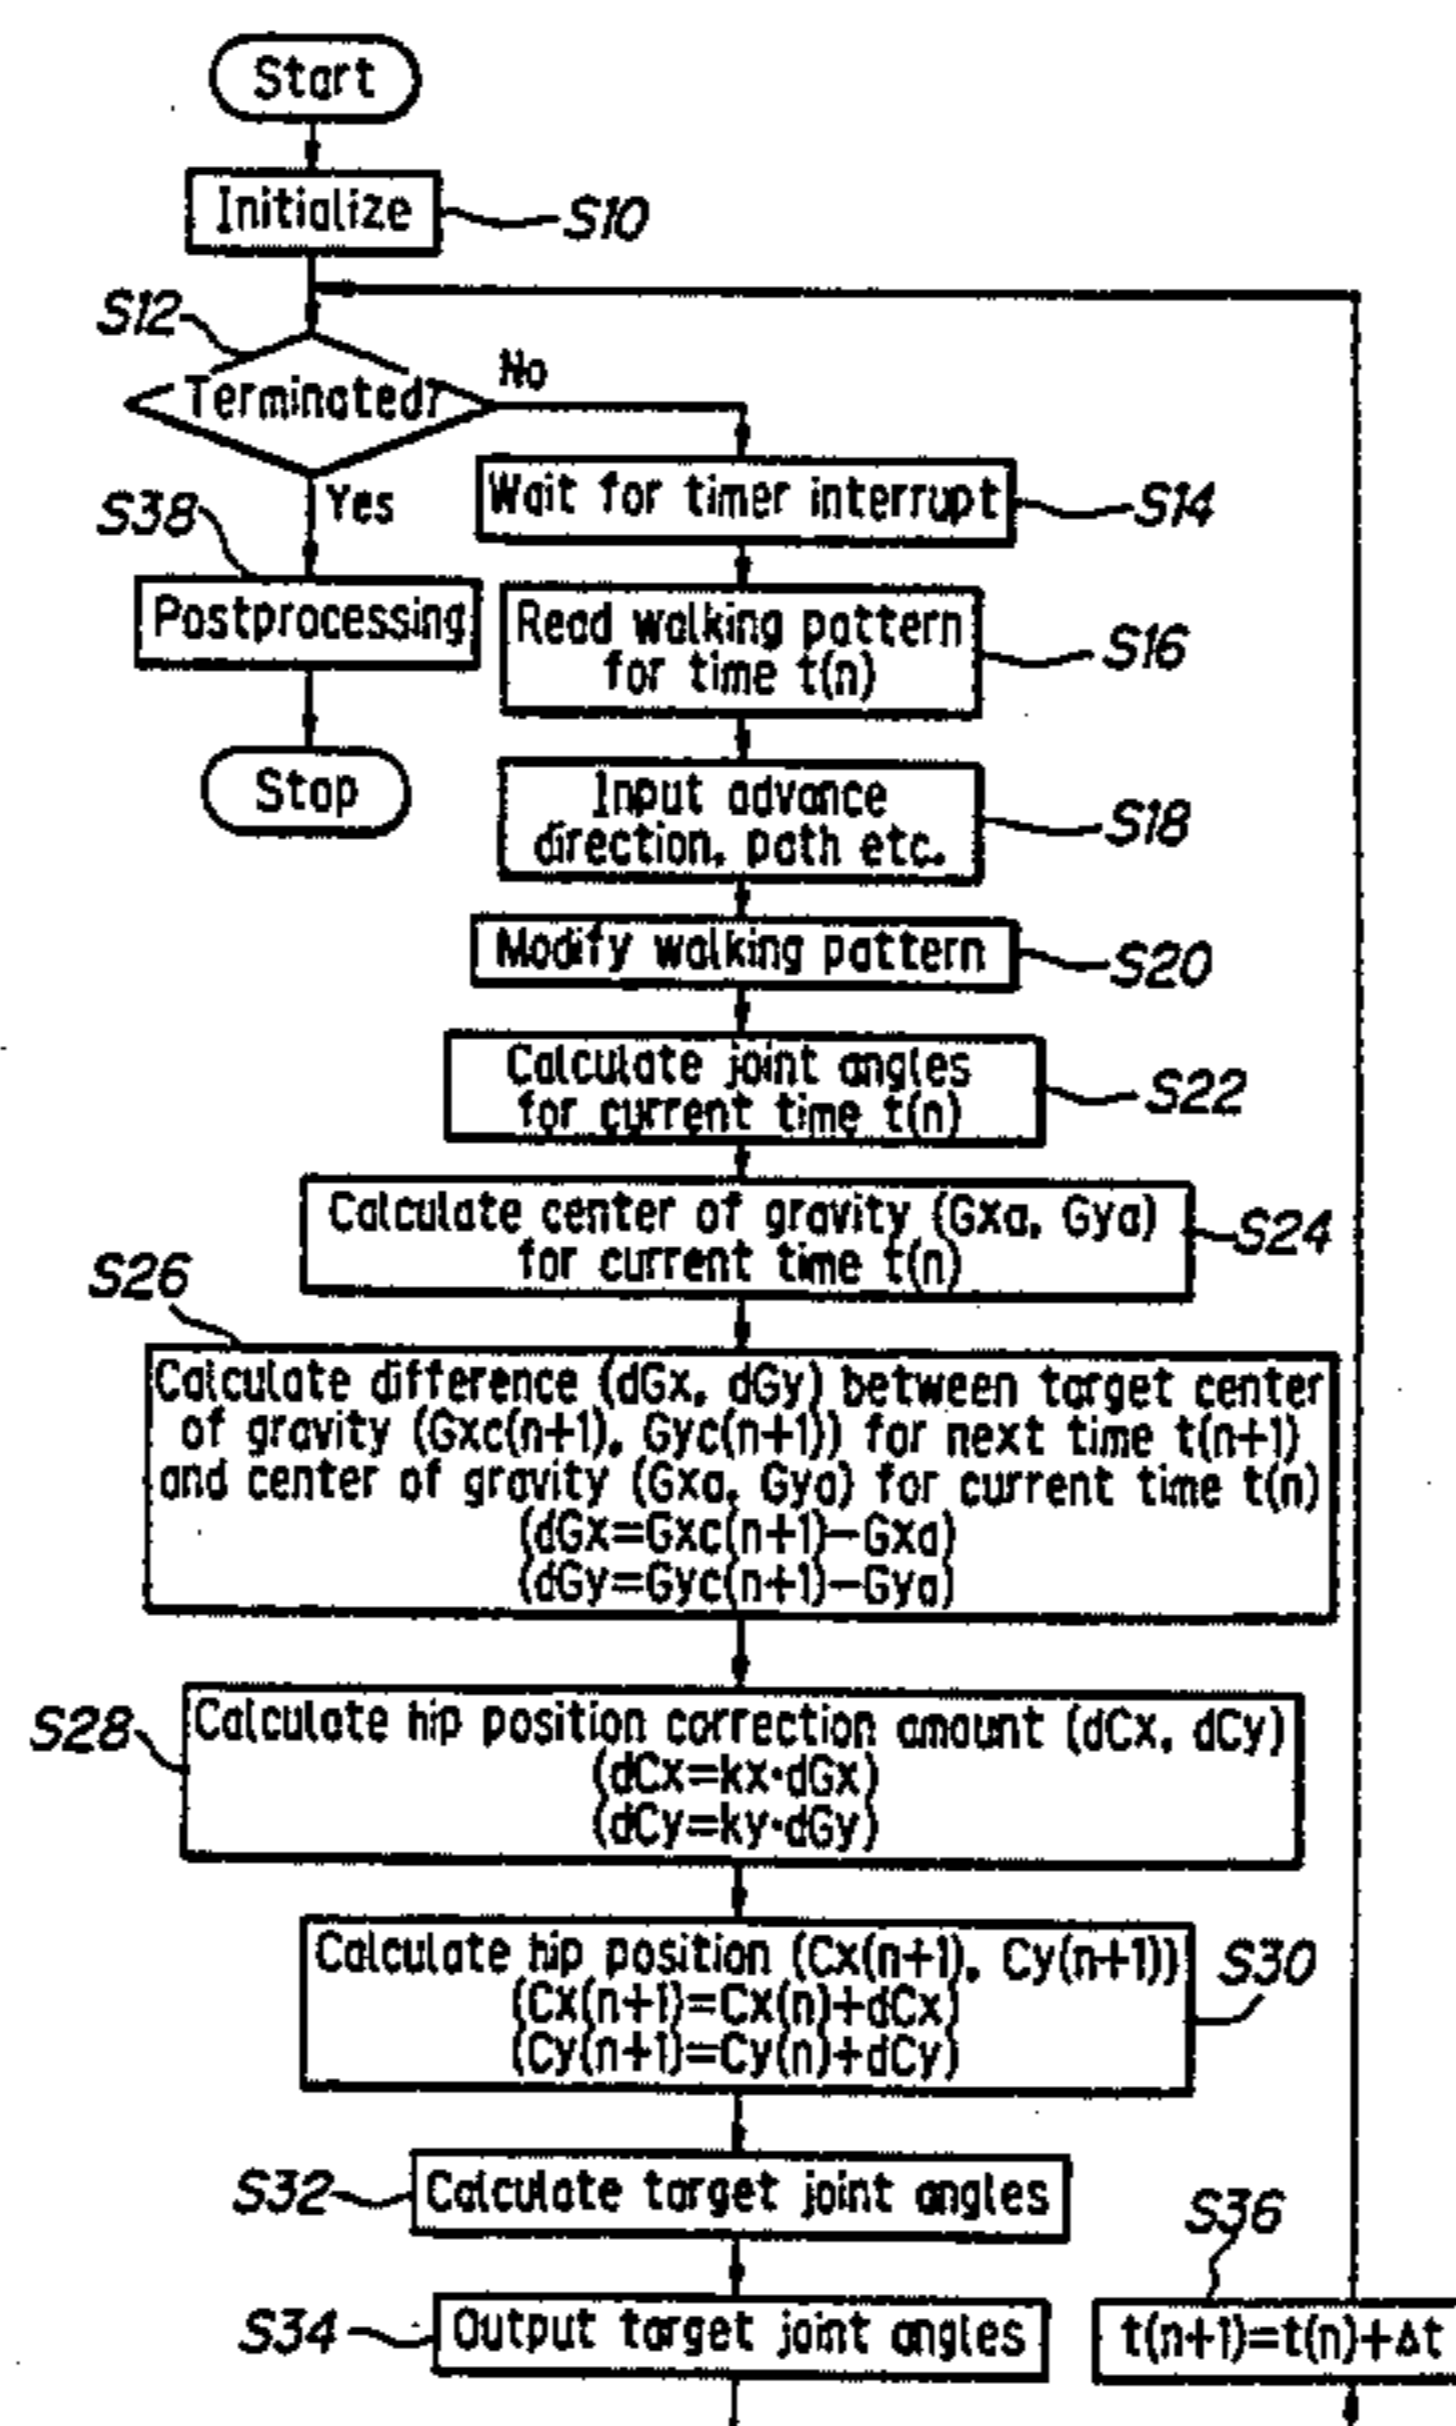 Start
Initialize
S10
S12
Terminated?
No
Yes
S38
Postprocessing
Stop
Wait for timer interrupt
S14
Read walking pattern
for time t(n)
S16
Input advance
direction, path etc.
S18
Modify walking pattern
S20
Calculate joint angles
for current time t(n)
S22
Calculate center of gravity (Gxa, Gya)
for current time t(n)
S24
S26
Calculate difference (dGx, dGy) between target center
of gravity (Gxc(n+1), Gyc(n+1)) for next time t(n+1)
and center of gravity (Gxa, Gya) for current time t(n)
(dGx=Gxc(n+1)-Gxa)
(dGy=Gyc(n+1)-Gya)
S28
Calculate hip position correction amount (dCx, dCy)
(dCx=kx·dGx)
(dCy=ky·dGy)
Calculate hip position (Cx(n+1), Cy(n+1))
(Cx(n+1)=Cx(n)+dCx)
(Cy(n+1)=Cy(n)+dCy)
S30
S32
Calculate target joint angles
S34
Output target joint angles
S36
t(n+1)=t(n)+Δt